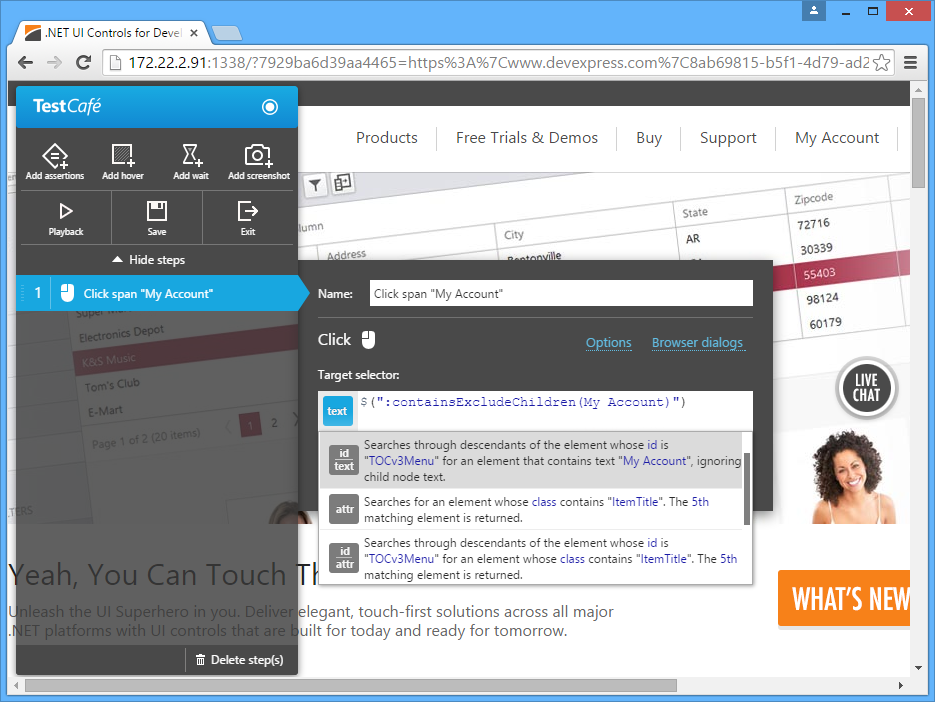 .NET UI Controls for Devel
172.22.2.91:1338/?7929ba6d39aa4465=https%3A%7Cwww.devexpress.com%7C8ab69815-b5f1-4d79-ad2
TestCafé
Add assertions
Add hover
Add wait
Add screenshot
Playback
Save
Exit
Hide steps
1
Click span "My Account"
Products
Free Trials & Demos
Buy
Support
My Account
Address
City
State
Zipcode
AR
Bentonville
72716
30339
55403
98124
60179
Electronics Depot
K&S Music
Tom's Club
E-Mart
Page 1 of 2 (20 items)
1
2
Name:
Click span "My Account"
Click
Options
Browser dialogs
Target selector:
text
$(":containsExcludeChildren(My Account)")
id
text
Searches through descendants of the element whose id is
"TOCv3Menu" for an element that contains text "My Account", ignoring
child node text.
attr
Searches for an element whose class contains "ItemTitle". The 5th
matching element is returned.
id
attr
Searches through descendants of the element whose id is
"TOCv3Menu" for an element whose class contains "ItemTitle". The 5th
matching element is returned.
LIVE
CHAT
Yeah, You Can Touch Th
Unleash the UI Superhero in you. Deliver elegant, touch-first solutions across all major
.NET platforms with UI controls that are built for today and ready for tomorrow.
WHAT'S NEW
Delete step(s)